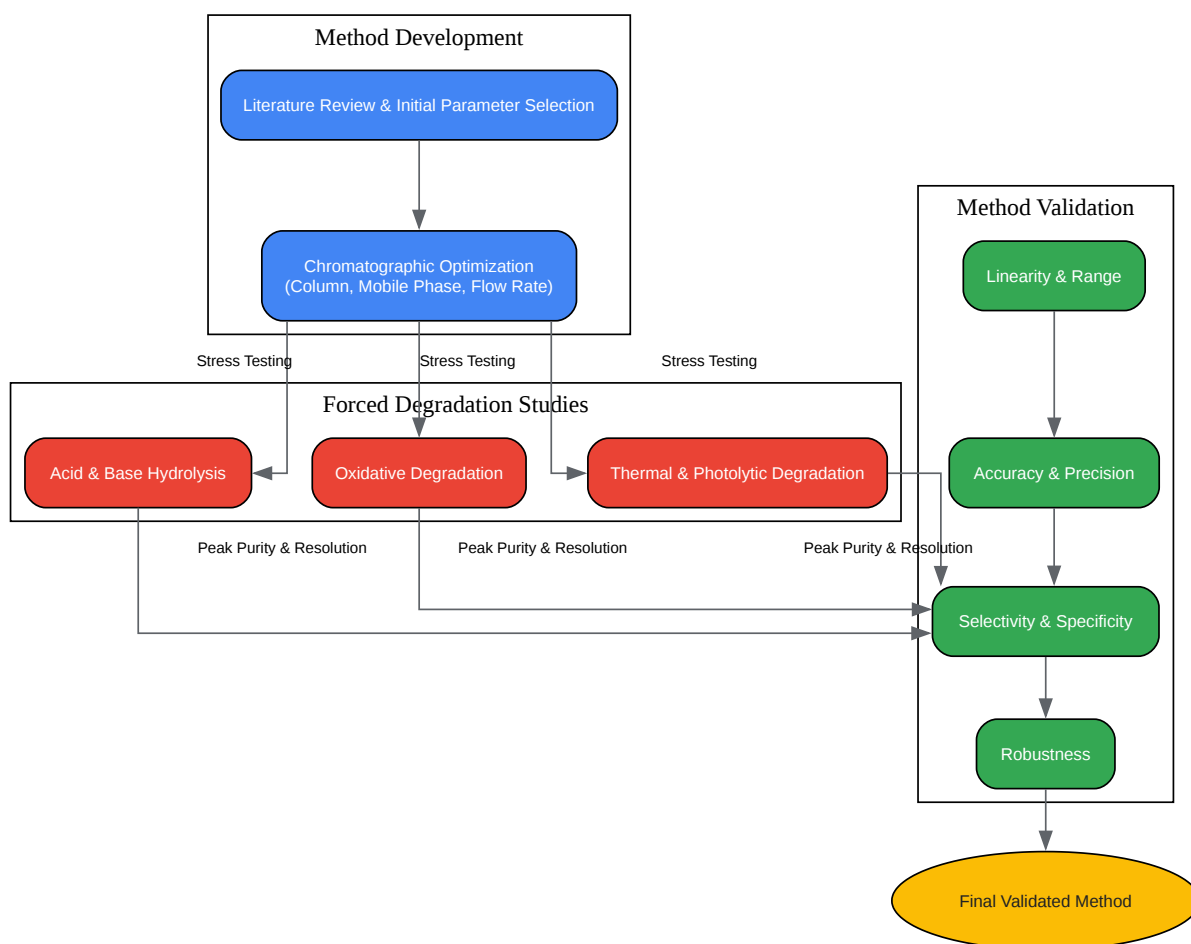 Method Development
Literature Review & Initial Parameter Selection
Chromatographic Optimization
(Column, Mobile Phase, Flow Rate)
Stress Testing
Stress Testing
Stress Testing
Forced Degradation Studies
Acid & Base Hydrolysis
Oxidative Degradation
Thermal & Photolytic Degradation
Peak Purity & Resolution
Peak Purity & Resolution
Peak Purity & Resolution
Method Validation
Linearity & Range
Accuracy & Precision
Selectivity & Specificity
Robustness
Final Validated Method